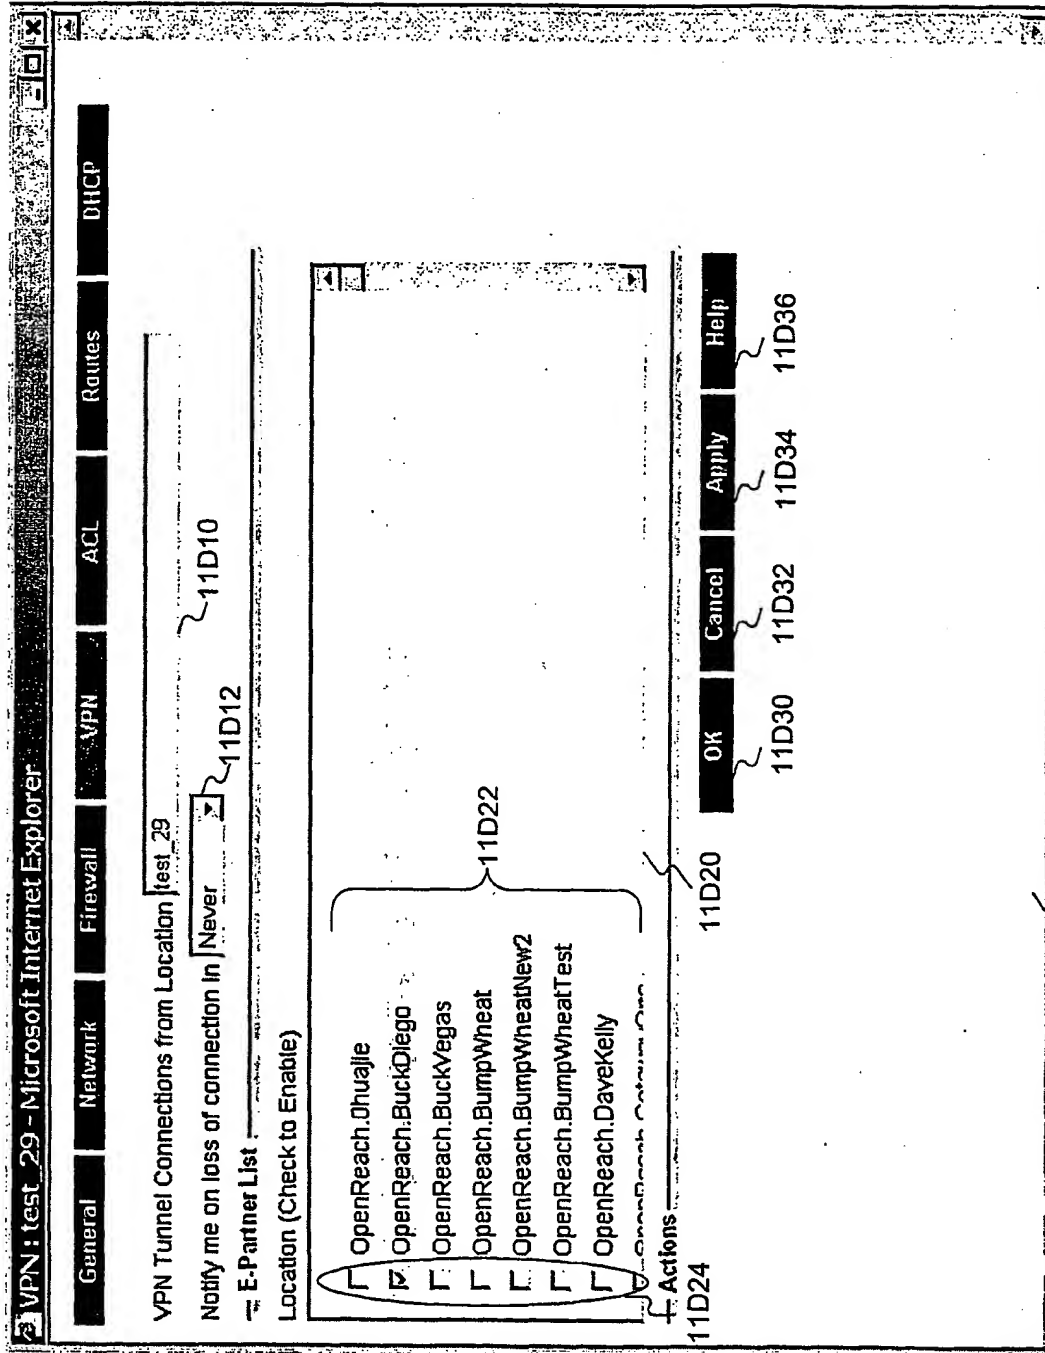 VPN : test_29 - Microsoft Internet Explorer
General Network Firewall VPN ACL Routes DHCP
VPN Tunnel Connections from Location test_29
11D10
Notify me on loss of connection in Never
11D12
E-Partner List
Location (Check to Enable)
OpenReach.0huajie
OpenReach.BuckDiego
OpenReach.BuckVegas
OpenReach.BumpWheat
11D22
OpenReach.BumpWheatNew2
OpenReach.BumpWheatTest
OpenReach.DaveKelly
Actions
11D24
11D20
OK Cancel Apply Help
11D30 11D32 11D34 11D36